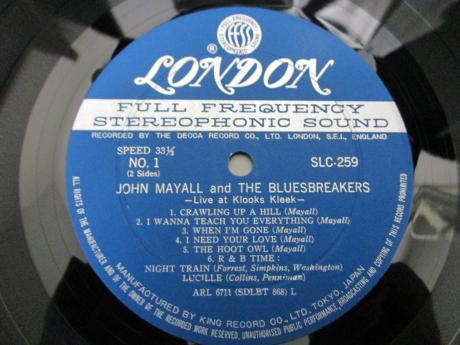 FULL FREQUENCY
®
LONDON
FULL FREQUENCY
STEREOPHONIC SOUND
RECORDED BY THE DECCA RECORD CO., LTD. LONDON, S.E.I., ENGLAND
SPEED 33⅓
NO. 1
SLC-259
(2 Sides)
JOHN MAYALL and THE BLUESBREAKERS
—Live at Klooks Kleek—
1. CRAWLING UP A HILL (Mayall)
2. I WANNA TEACH YOU EVERYTHING (Mayall)
3. WHEN I'M GONE (Mayall)
4. I NEED YOUR LOVE (Mayall)
5. THE HOOT OWL (Mayall)
6. R & B TIME:
NIGHT TRAIN (Forrest, Simpkins, Washington)
LUCILLE (Collins, Penniman)
ARL 6711 (SDLBT 868) L
MANUFACTURED BY KING RECORD CO., LTD. TOKYO, JAPAN
ALL RIGHTS OF THE MANUFACTURERS AND OF THE OWNER OF THE RECORDED WORK RESERVED, UNAUTHORISED PUBLIC PERFORMANCE, BROADCASTING AND COPYING OF THIS RECORD PROHIBITED